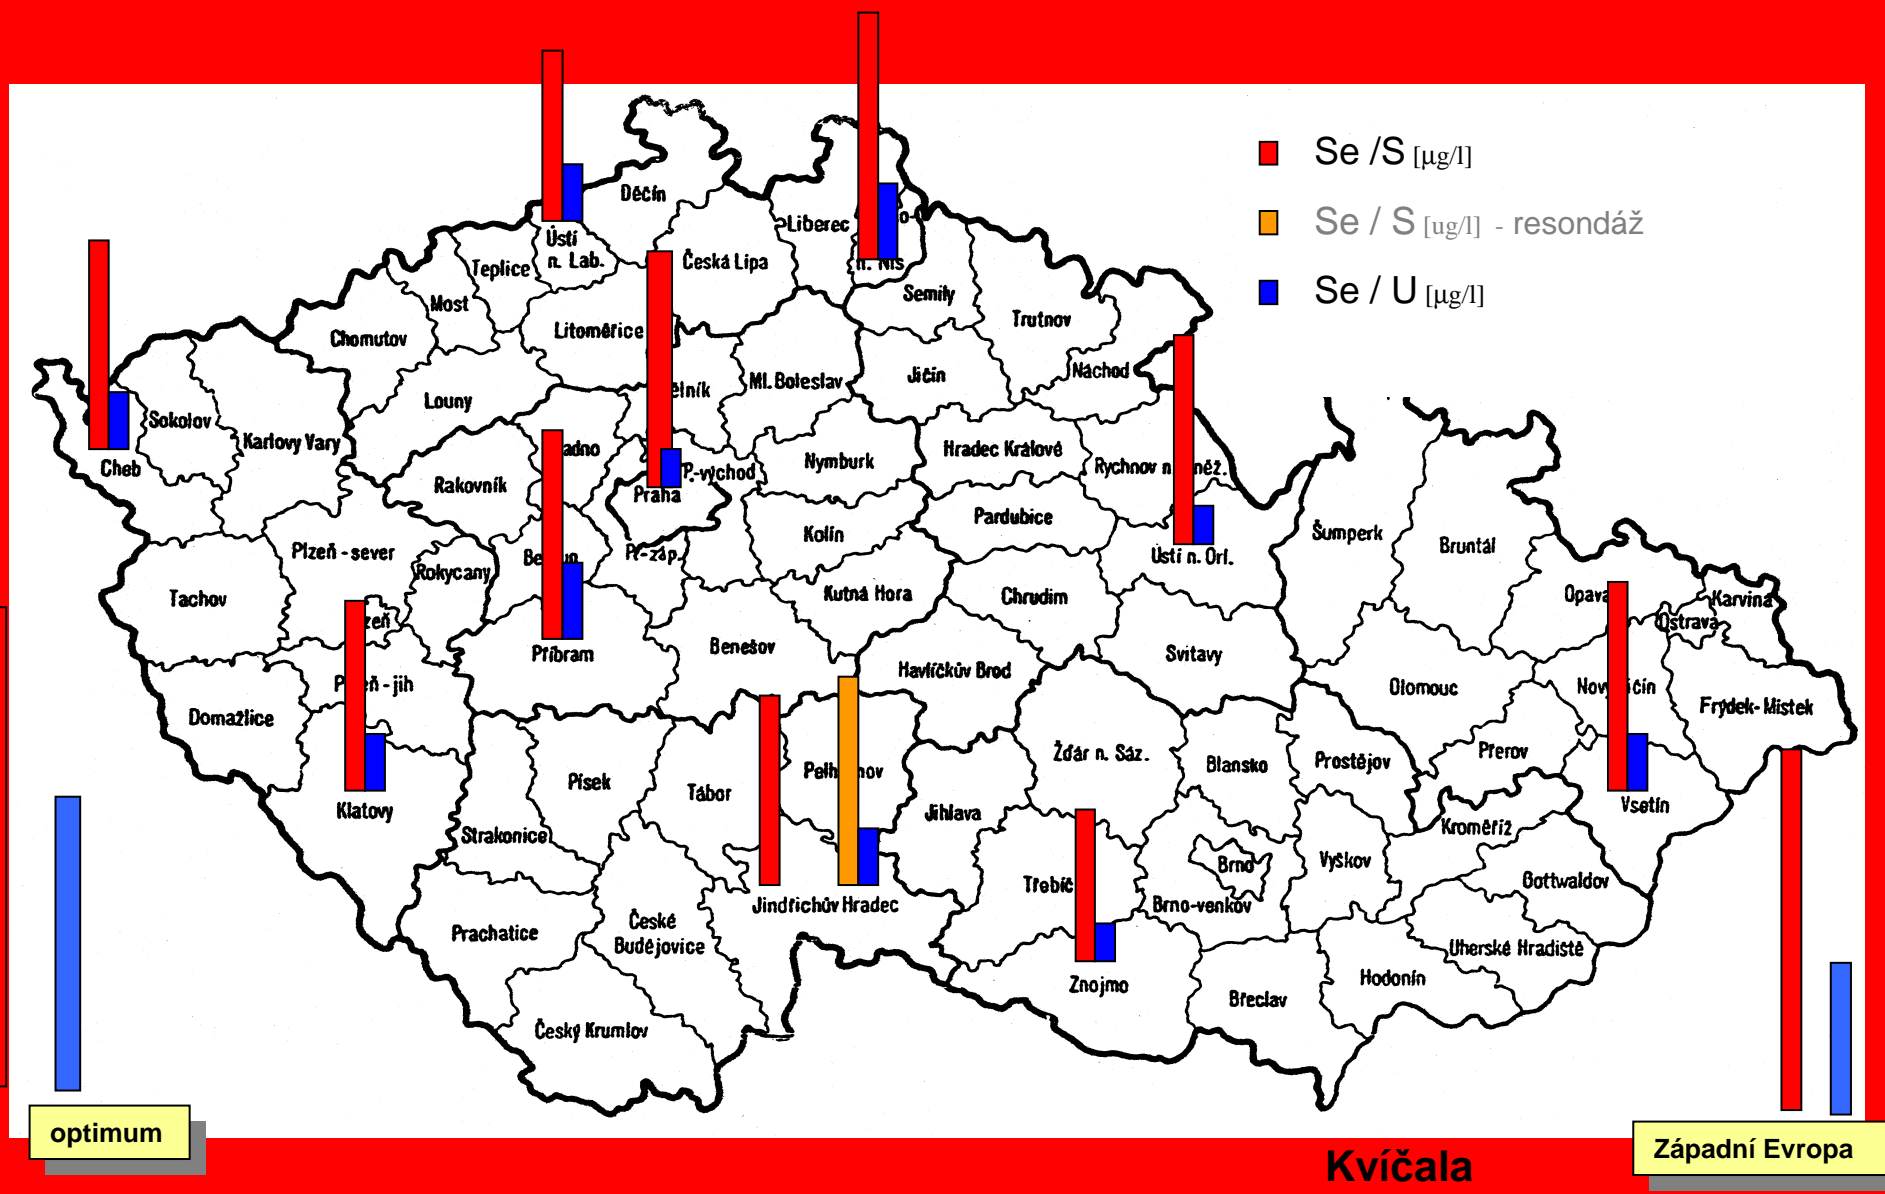 Se /S [µg/l]
Se / S [ug/l] - resondáž
Se / U [µg/l]
Děčín
Liberec
Ústí
n. Lab.
Teplice
Česká Lípa
n. Nis
Most
Semily
Chomutov
Litoměřice
Trutnov
Náchod
Ml. Boleslav
Jičín
Louny
Sokolov
Karlovy Vary
Cheb
Hradec Králové
Nymburk
Rychnov n.
P.-východ
Rakovník
Praha
Pardubice
Kolín
Šumperk
Bruntál
Plzeň - sever
P.-záp.
Ústí n. Orl.
Rokycany
Tachov
Kutná Hora
Chrudim
Opava
Karviná
Ostrava
Příbram
Benešov
Svitavy
Havlíčkův Brod
Olomouc
Frýdek-Místek
Domažlice
Žďár n. Sáz.
Přerov
Blansko
Prostějov
Písek
Tábor
Klatovy
Jihlava
Vsetín
Strakonice
Kroměříž
Vyškov
Brno
Třebíč
Gottwaldov
Jindřichův Hradec
Brno-venkov
Prachatice
České
Budějovice
Uherské Hradiště
Znojmo
Hodonín
Břeclav
Český Krumlov
optimum
Západní Evropa
Kvíčala